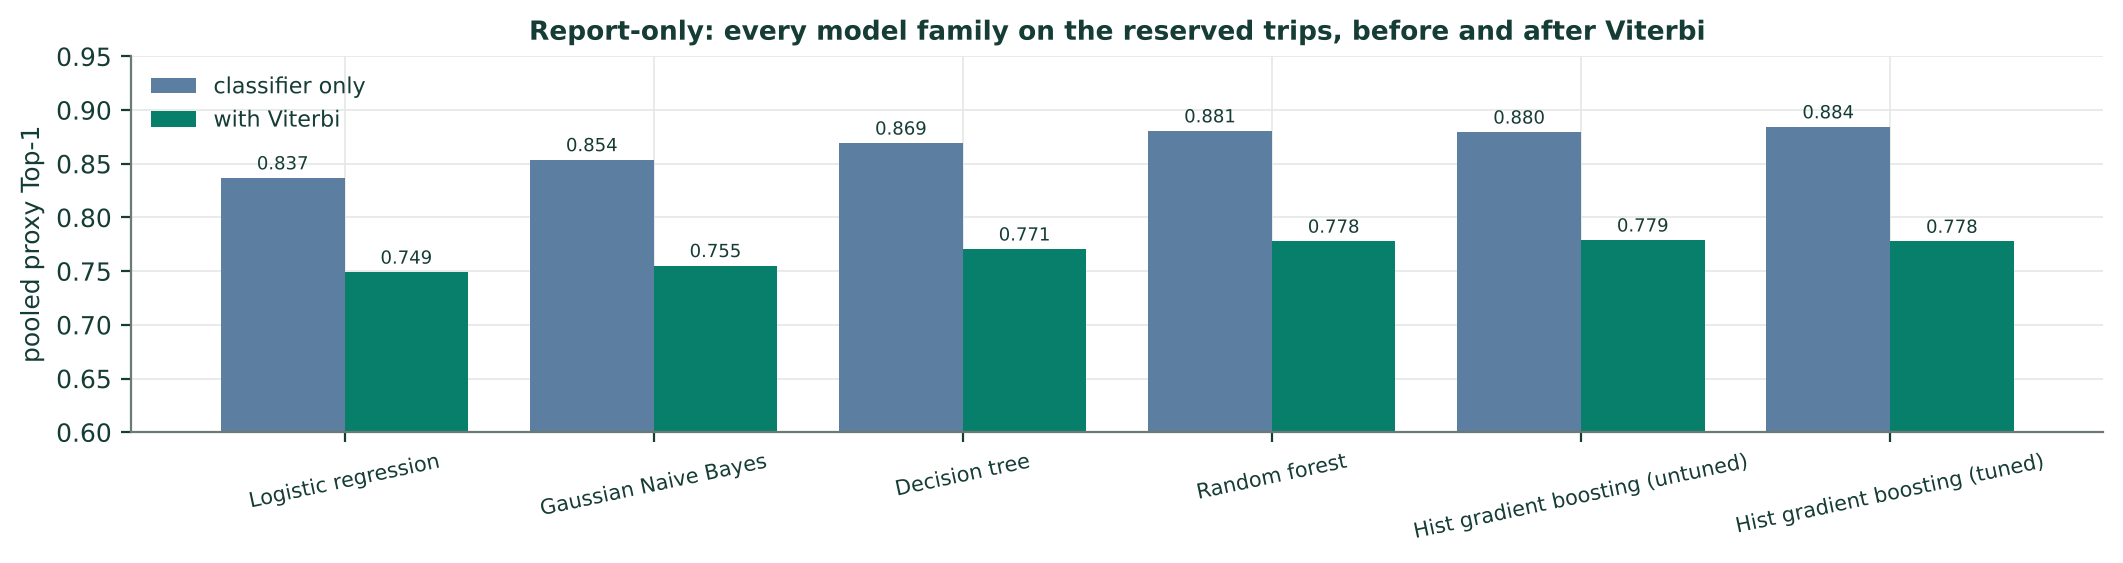 Report-only: every model family on the reserved trips, before and after Viterbi
classifier only
with Viterbi
pooled proxy Top-1
0.95
0.90
0.85
0.80
0.75
0.70
0.65
0.60
0.837
0.749
0.854
0.755
0.869
0.771
0.881
0.778
0.880
0.779
0.884
0.778
Logistic regression
Gaussian Naive Bayes
Decision tree
Random forest
Hist gradient boosting (untuned)
Hist gradient boosting (tuned)